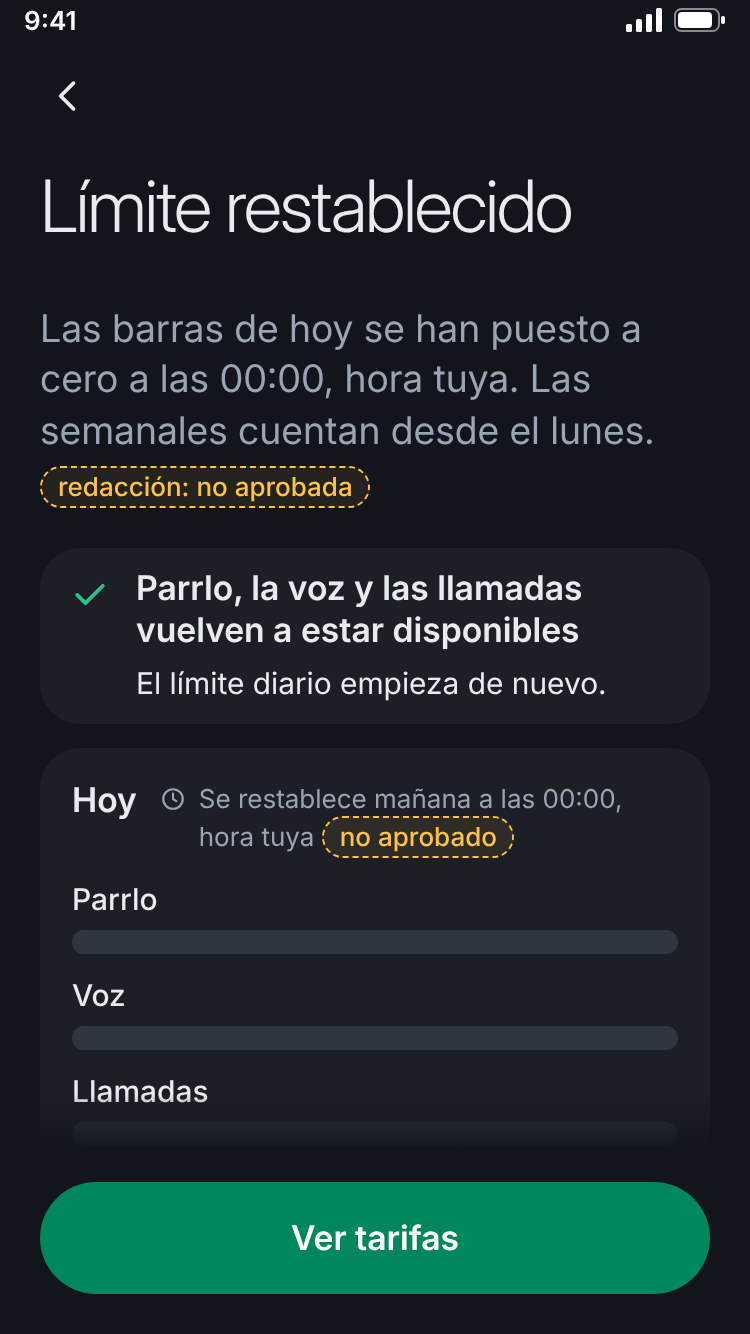 9:41
Límite restablecido
Las barras de hoy se han puesto a
cero a las 00:00, hora tuya. Las
semanales cuentan desde el lunes.
redacción: no aprobada
Parrlo, la voz y las llamadas
vuelven a estar disponibles
El límite diario empieza de nuevo.
Hoy Se restablece mañana a las 00:00,
hora tuya no aprobado
Parrlo
Voz
Llamadas
Ver tarifas